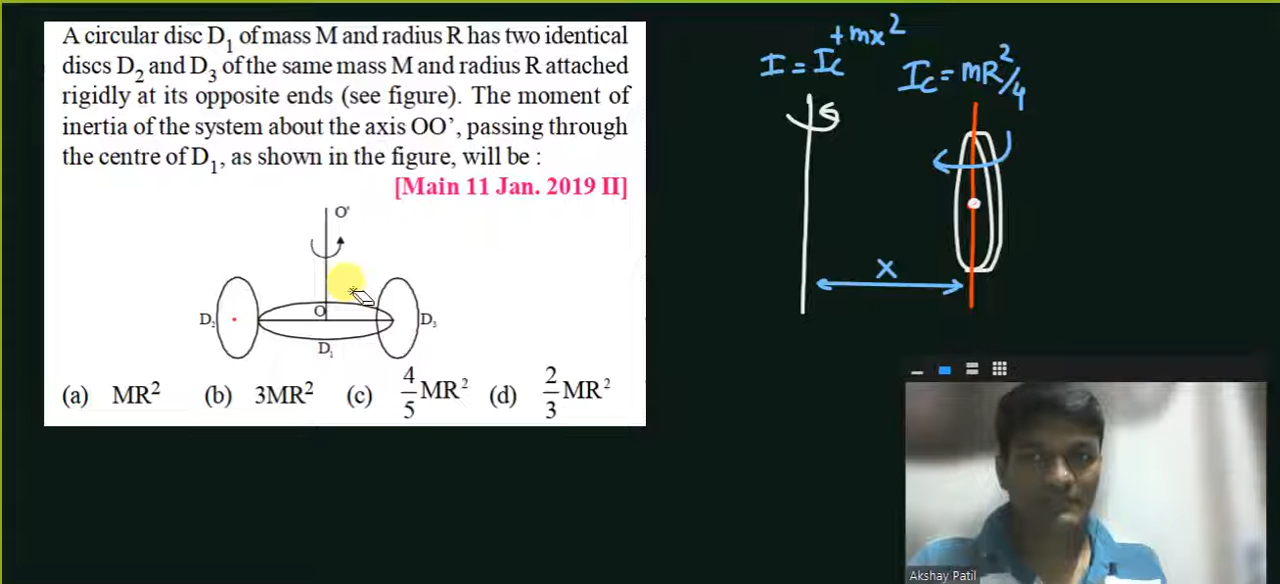 A circular disc D1 of mass M and radius R has two identical
discs D2 and D3 of the same mass M and radius R attached
rigidly at its opposite ends (see figure). The moment of
inertia of the system about the axis OO’, passing through
the centre of D1, as shown in the figure, will be :
[Main 11 Jan. 2019 II]
O'
O
D2
D3
D1
(a) MR² (b) 3MR² (c) 4/5 MR² (d) 2/3 MR²
I = Ic + mx²
Ic = mR²/4
x
Akshay Patil